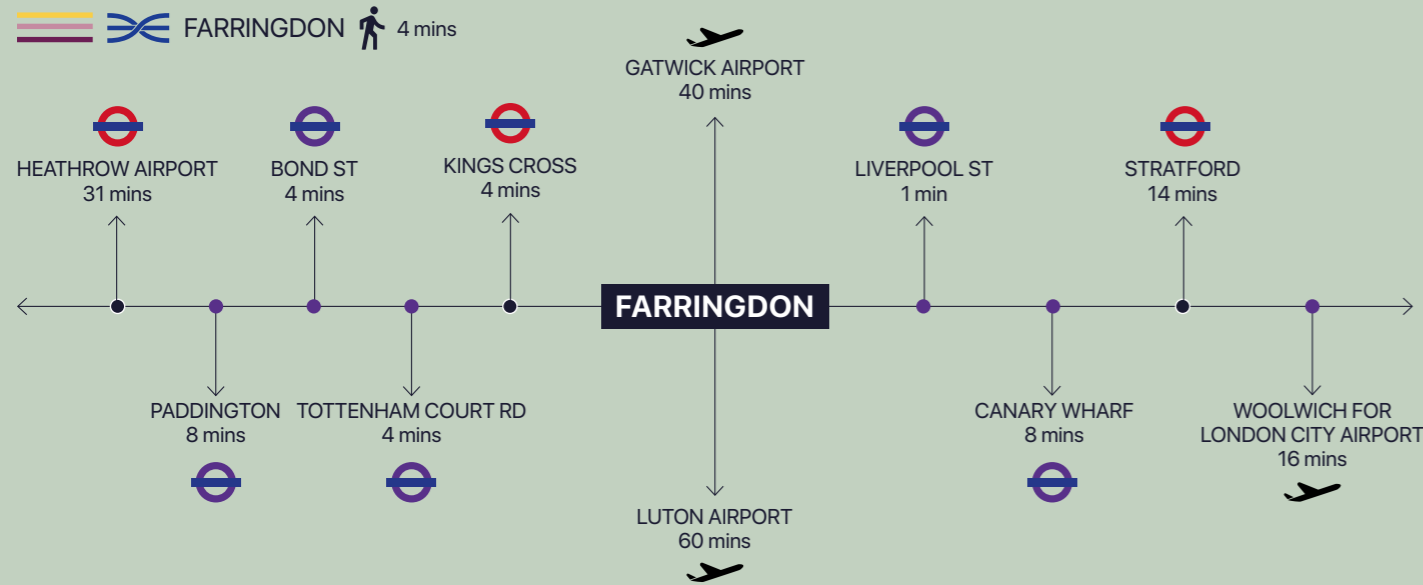 FARRINGDON 4 mins
GATWICK AIRPORT
40 mins
HEATHROW AIRPORT
31 mins
BOND ST
4 mins
KINGS CROSS
4 mins
LIVERPOOL ST
1 min
STRATFORD
14 mins
FARRINGDON
PADDINGTON
8 mins
TOTTENHAM COURT RD
4 mins
CANARY WHARF
8 mins
WOOLWICH FOR
LONDON CITY AIRPORT
16 mins
LUTON AIRPORT
60 mins